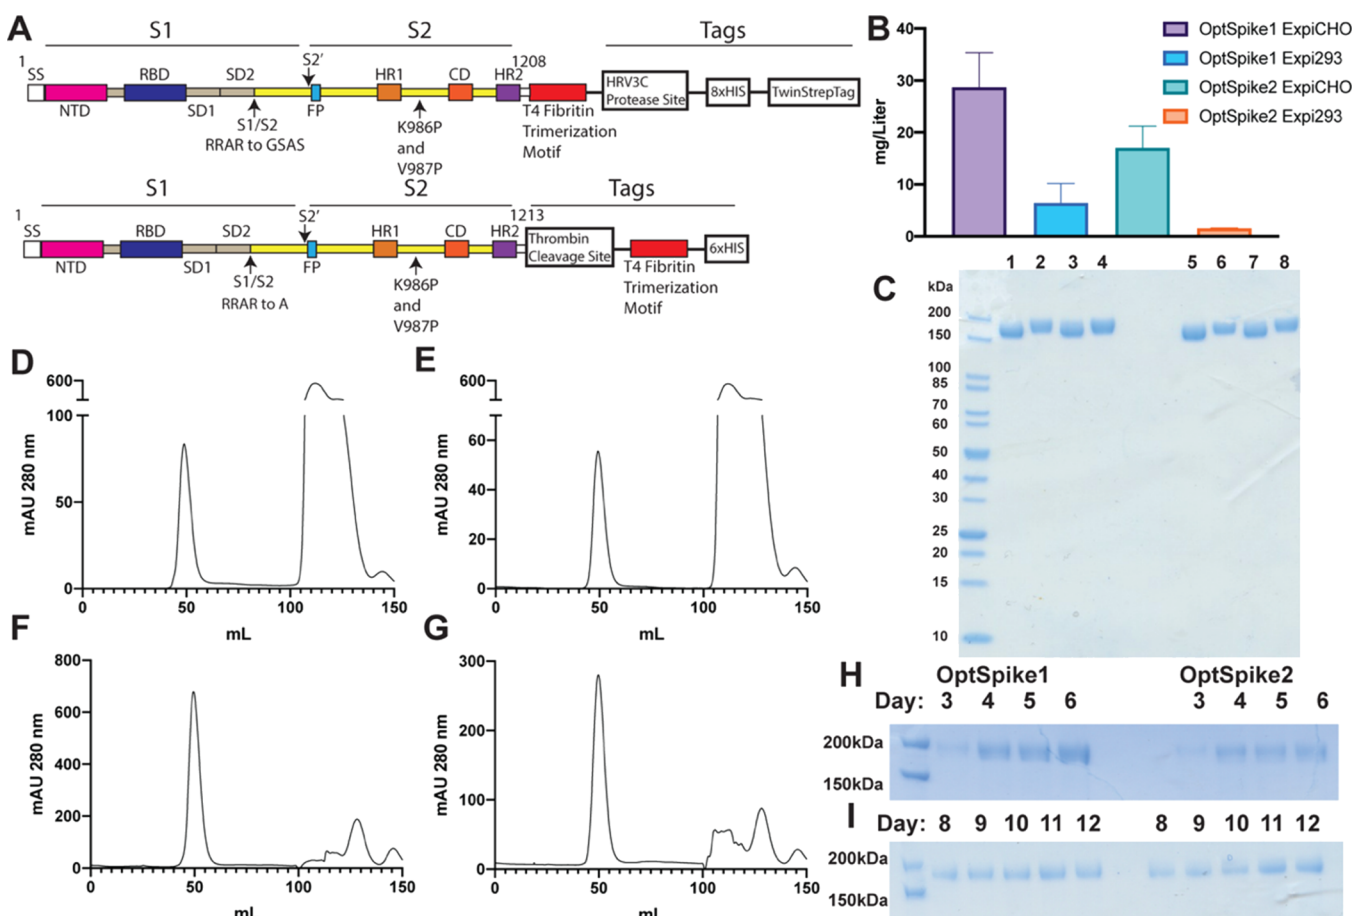 A
S1
S2
Tags
1
SS
RBD
SD2
S2'
HR1
CD
HR2
1208
NTD
SD1
FP
HRV3C
Protease Site
8xHIS
TwinStrepTag
S1/S2
RRAR to GSAS
K986P
and
V987P
T4 Fibritin
Trimerization
Motif
S1
S2
Tags
1
SS
RBD
SD2
S2'
HR1
CD
HR2
1213
NTD
SD1
FP
Thrombin
Cleavage Site
6xHIS
S1/S2
RRAR to A
K986P
and
V987P
T4 Fibritin
Trimerization
Motif
B
40
30
20
10
0
mg/Liter
OptSpike1 ExpiCHO
OptSpike1 Expi293
OptSpike2 ExpiCHO
OptSpike2 Expi293
C
1 2 3 4 5 6 7 8
kDa
200
150
100
85
70
60
50
40
30
25
20
15
10
D
600
100
50
0
mAU 280 nm
0 50 100 150
mL
E
600
60
40
20
0
mAU 280 nm
0 50 100 150
mL
F
800
600
400
200
0
mAU 280 nm
0 50 100 150
mL
G
300
200
100
0
mAU 280 nm
0 50 100 150
mL
H
OptSpike1 OptSpike2
Day: 3 4 5 6 3 4 5 6
200kDa
150kDa
I
Day: 8 9 10 11 12 8 9 10 11 12
200kDa
150kDa